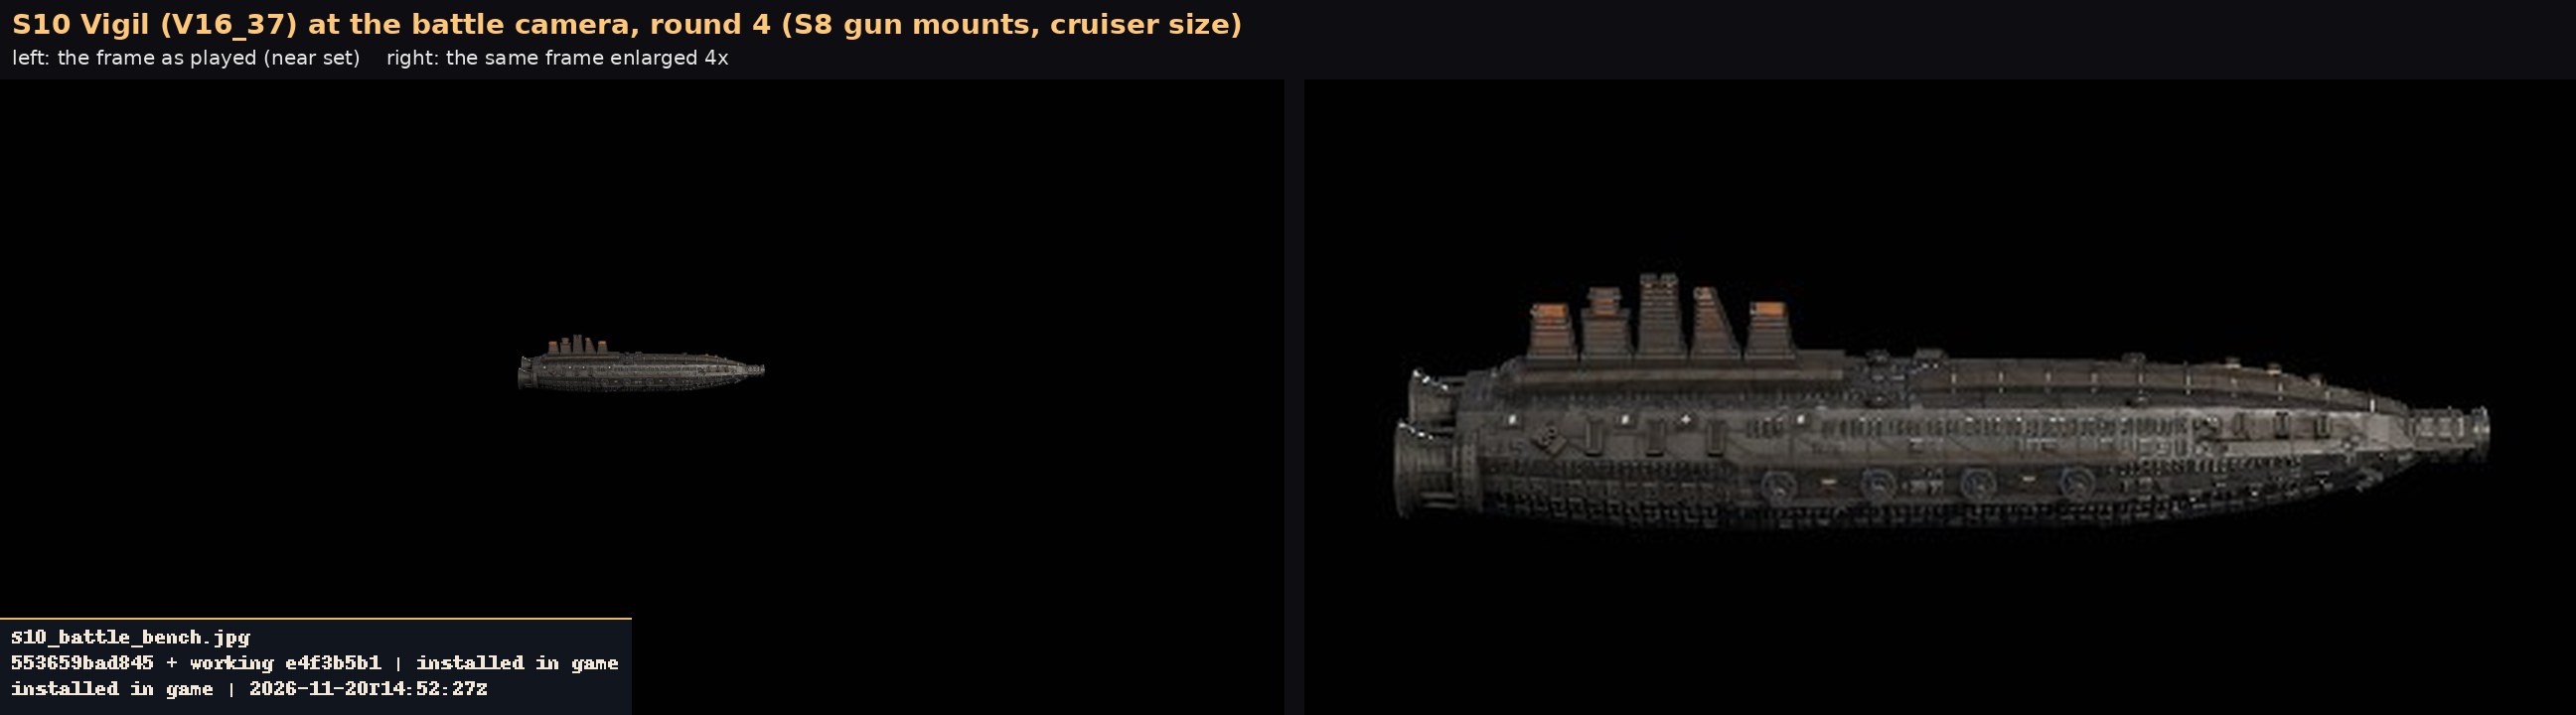 S10 Vigil (V16_37) at the battle camera, round 4 (S8 gun mounts, cruiser size)
left: the frame as played (near set)    right: the same frame enlarged 4x
S10_battle_bench.jpg
553659bad845 + working e4f3b5b1 | installed in game
installed in game | 2026-11-20T14:52:27Z